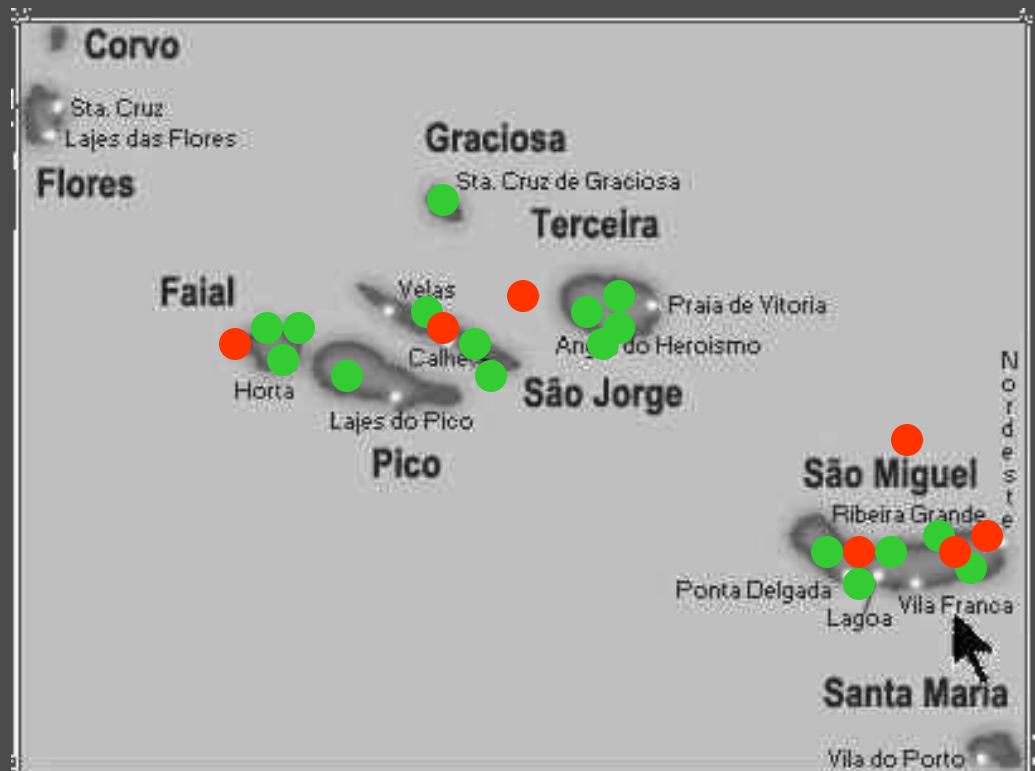 Corvo
Sta. Cruz
Lajes das Flores
Flores
Graciosa
Sta. Cruz de Graciosa
Terceira
Faial
Velas
Praia de Vitoria
do Heroismo
Horta
São Jorge
Lajes do Pico
Pico
Nordeste
São Miguel
Ribeira Grande
Ponta Delgada
Vila Franca
Lagoa
Santa Maria
Vila do Porto